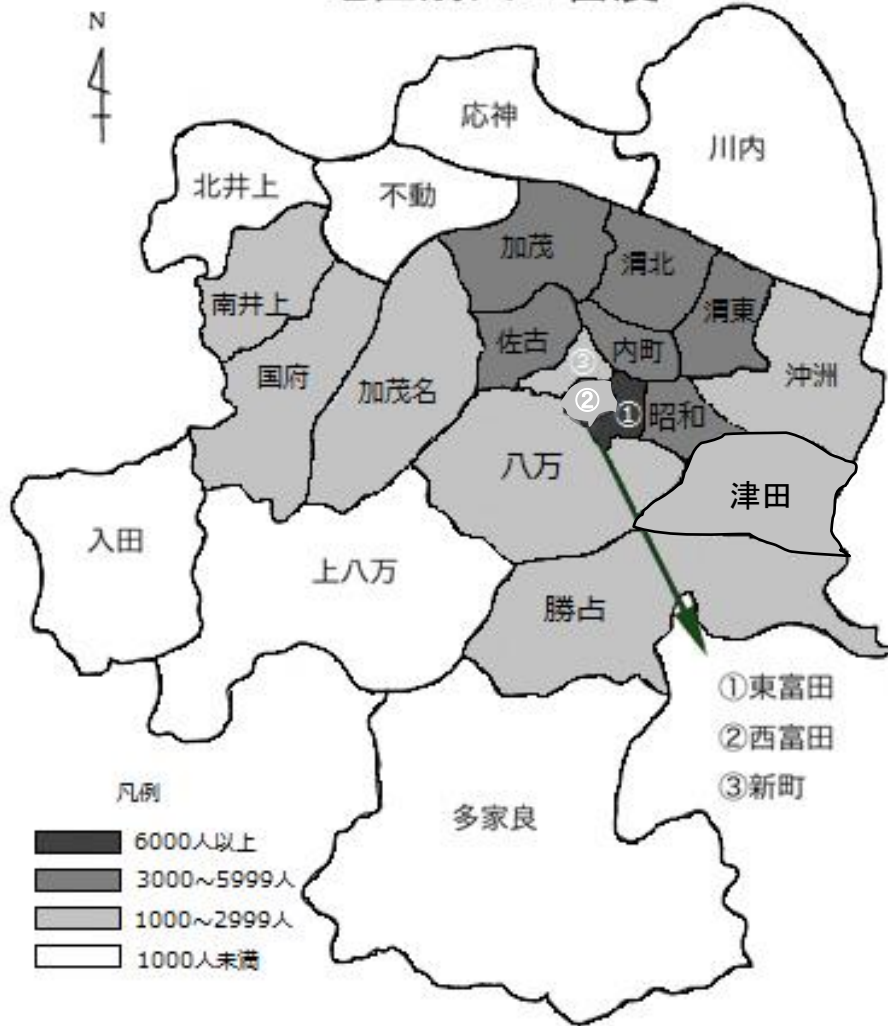 N
応神
川内
北井上
不動
加茂
渭北
渭東
南井上
佐古
内町
③
国府
加茂名
沖洲
②
①
昭和
八万
津田
入田
上八万
勝占
①東富田
②西富田
③新町
多家良
凡例
6000人以上
3000～5999人
1000～2999人
1000人未満